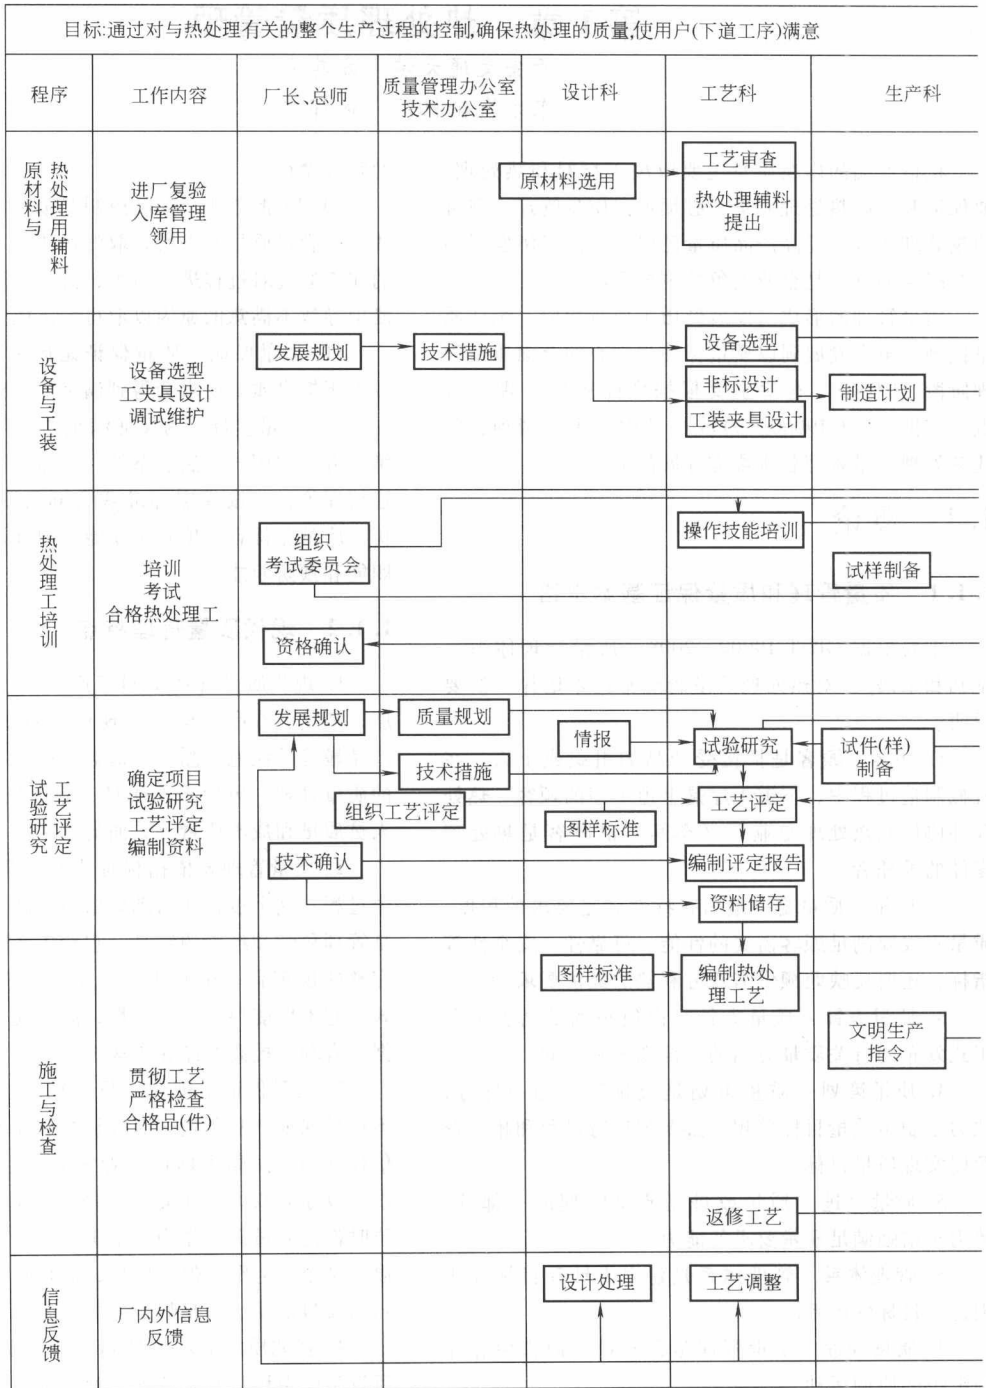 目标:通过对与热处理有关的整个生产过程的控制,确保热处理的质量,使用户(下道工序)满意
程序
工作内容
厂长、总师
质量管理办公室
技术办公室
设计科
工艺科
生产科
原材料与
热处理用辅料
进厂复验
入库管理
领用
原材料选用
工艺审查
热处理辅料
提出
设备与工装
设备选型
工夹具设计
调试维护
发展规划
技术措施
设备选型
非标设计
工装夹具设计
制造计划
热处理工培训
培训
考试
合格热处理工
组织
考试委员会
资格确认
操作技能培训
试样制备
试验研究
工艺评定
确定项目
试验研究
工艺评定
编制资料
发展规划
质量规划
技术措施
组织工艺评定
技术确认
情报
图样标准
试验研究
工艺评定
编制评定报告
资料储存
试件(样)
制备
施工与检查
贯彻工艺
严格检查
合格品(件)
图样标准
编制热处
理工艺
文明生产
指令
返修工艺
信息反馈
厂内外信息
反馈
设计处理
工艺调整